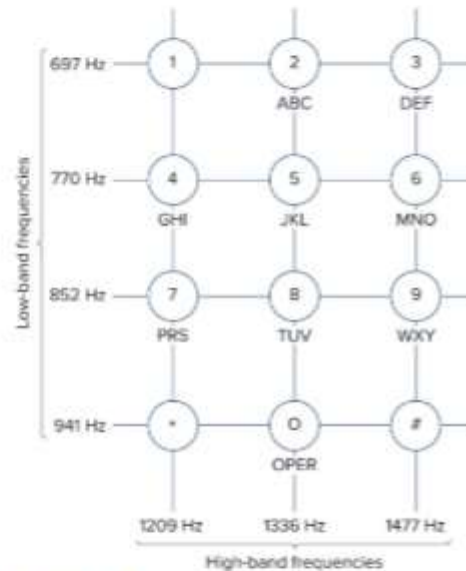 697 Hz 1 2 3
ABC DEF
770 Hz 4 5 6
GHI JKL MNO
Low-band frequencies
852 Hz 7 8 9
PRS TUV WXY
941 Hz * O #
OPER
1209 Hz 1336 Hz 1477 Hz
High-band frequencies